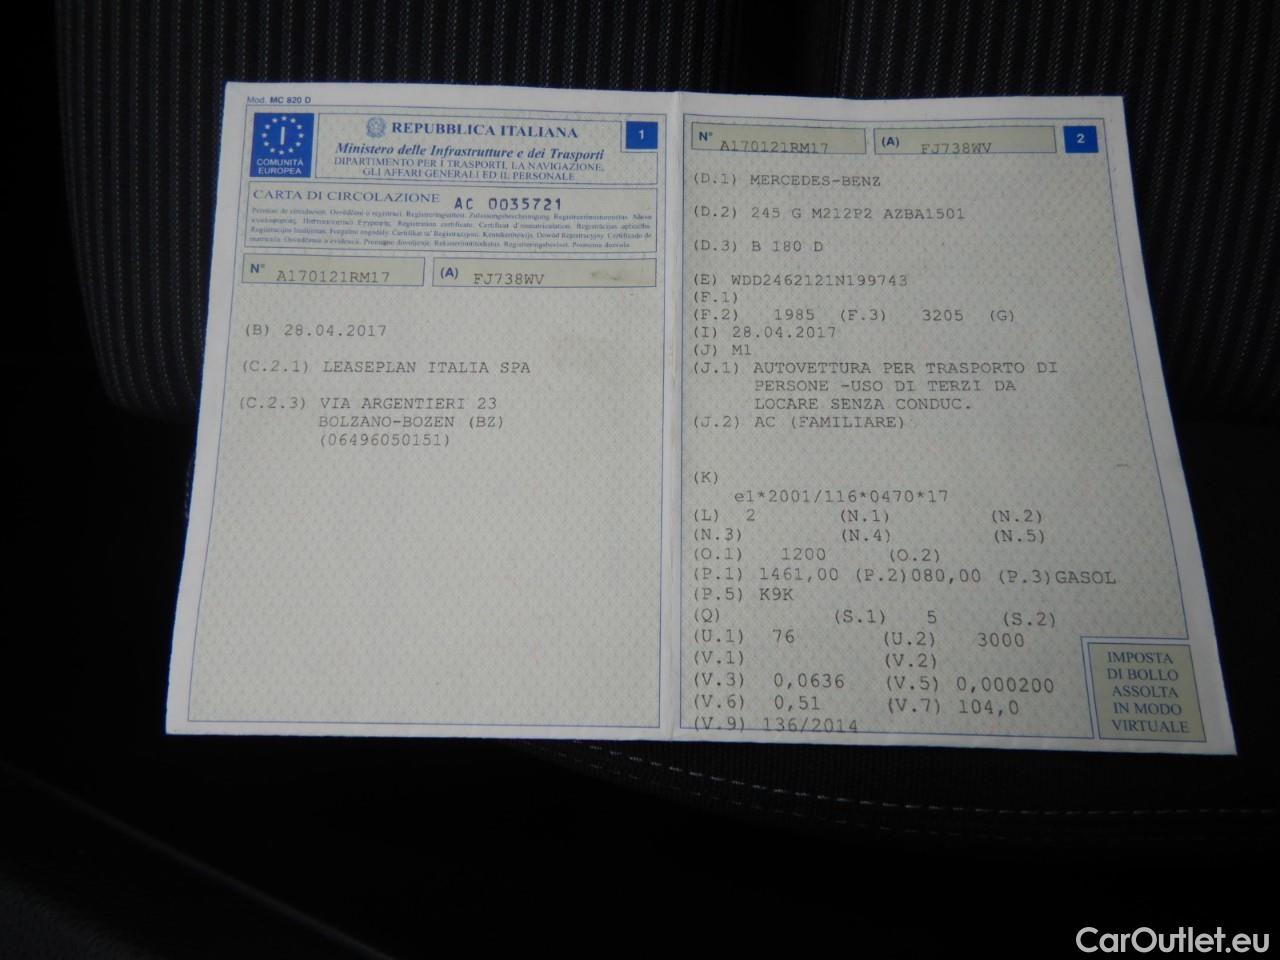 Mod. MC 820 D
I
COMUNITÀ
EUROPEA
REPUBBLICA ITALIANA
Ministero delle Infrastrutture e dei Trasporti
DIPARTIMENTO PER I TRASPORTI, LA NAVIGAZIONE,
GLI AFFARI GENERALI ED IL PERSONALE
1
CARTA DI CIRCOLAZIONE AC 0035721
N° A170121RM17 (A) FJ738WV
(B) 28.04.2017
(C.2.1) LEASEPLAN ITALIA SPA
(C.2.3) VIA ARGENTIERI 23
BOLZANO-BOZEN (BZ)
(06496050151)
N° A170121RM17 (A) FJ738WV 2
(D.1) MERCEDES-BENZ
(D.2) 245 G M212P2 AZBA1501
(D.3) B 180 D
(E) WDD2462121N199743
(F.1)
(F.2) 1985 (F.3) 3205 (G)
(I) 28.04.2017
(J) M1
(J.1) AUTOVETTURA PER TRASPORTO DI
PERSONE -USO DI TERZI DA
LOCARE SENZA CONDUC.
(J.2) AC (FAMILIARE)
(K)
e1*2001/116*0470*17
(L) 2 (N.1) (N.2)
(N.3) (N.4) (N.5)
(O.1) 1200 (O.2)
(P.1) 1461,00 (P.2)080,00 (P.3)GASOL
(P.5) K9K
(Q) (S.1) 5 (S.2)
(U.1) 76 (U.2) 3000
(V.1) (V.2)
(V.3) 0,0636 (V.5) 0,000200
(V.6) 0,51 (V.7) 104,0
(V.9) 136/2014
IMPOSTA
DI BOLLO
ASSOLTA
IN MODO
VIRTUALE
CarOutlet.eu